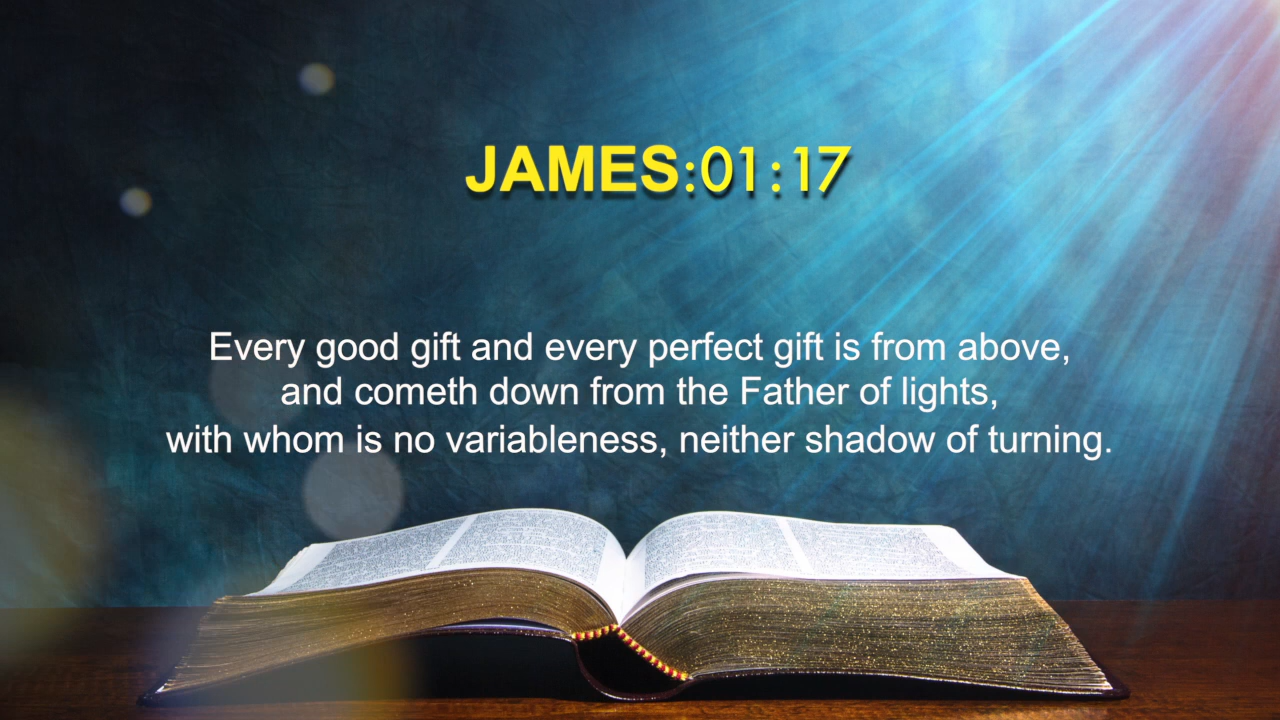 JAMES:01:17
Every good gift and every perfect gift is from above,
and cometh down from the Father of lights,
with whom is no variableness, neither shadow of turning.